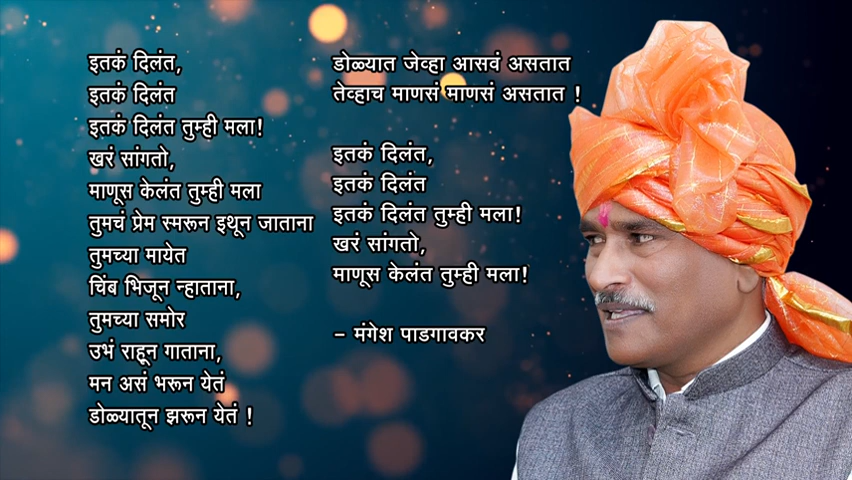 इतकं दिलंत,
इतकं दिलंत
इतकं दिलंत तुम्ही मला!
खरं सांगतो,
माणूस केलंत तुम्ही मला
तुमचं प्रेम स्मरून इथून जाताना
तुमच्या मायेत
चिंब भिजून न्हाताना,
तुमच्या समोर
उभं राहून गाताना,
मन असं भरून येतं
डोळ्यातून झरून येतं !
डोळ्यात जेव्हा आसवं असतात
तेव्हाच माणसं माणसं असतात !
इतकं दिलंत,
इतकं दिलंत
इतकं दिलंत तुम्ही मला!
खरं सांगतो,
माणूस केलंत तुम्ही मला!
– मंगेश पाडगावकर